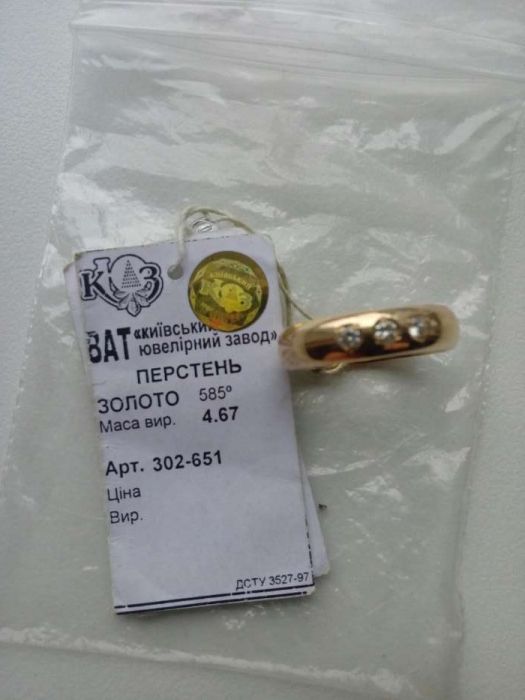 КЮЗ
ВАТ «Київський
ювелірний завод»
ПЕРСТЕНЬ
ЗОЛОТО 585°
Маса вир. 4.67
Арт. 302-651
Ціна
Вир.
ДСТУ 3527-97